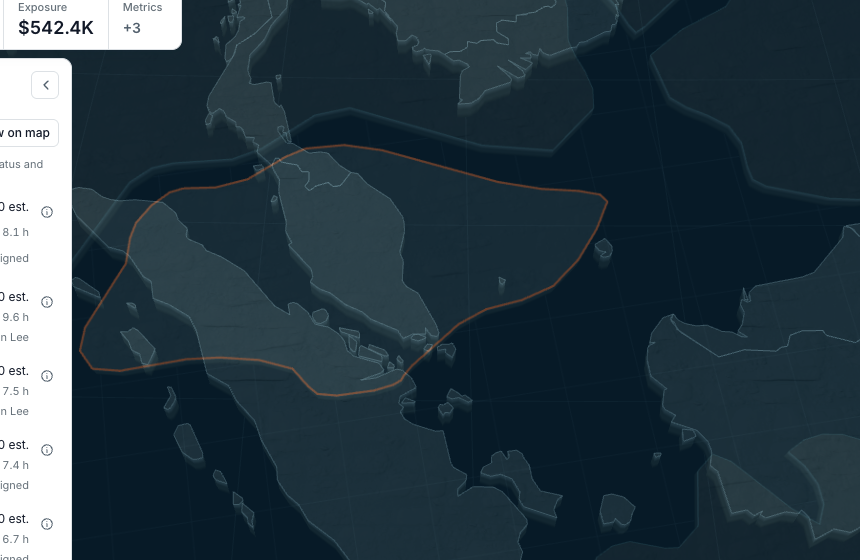 Exposure Metrics
$542.4K +3
w on map
atus and
0 est.
8.1 h
igned
0 est.
9.6 h
n Lee
0 est.
7.5 h
n Lee
0 est.
7.4 h
igned
0 est.
6.7 h
igned